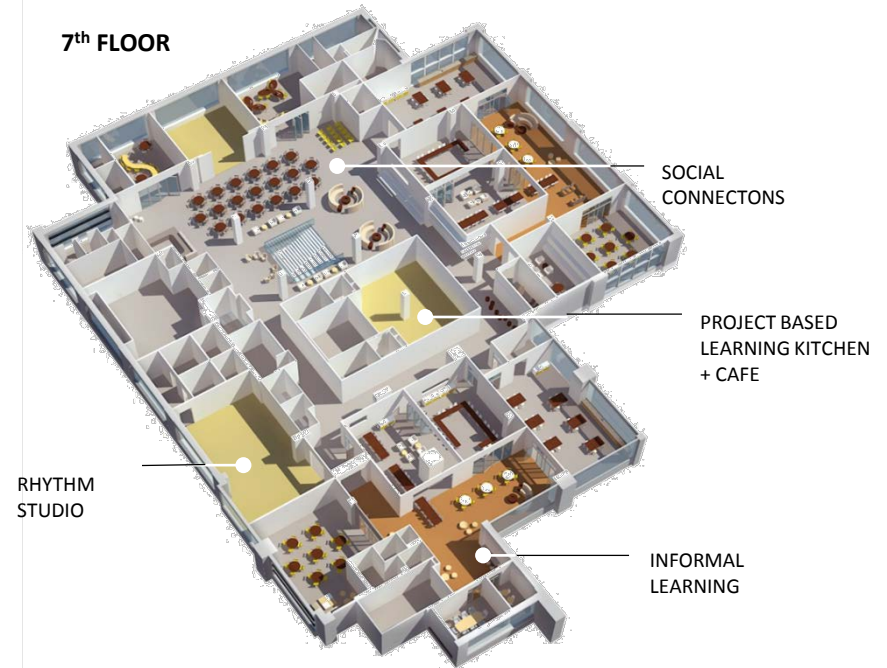 7th FLOOR
SOCIAL
CONNECTONS
PROJECT BASED
LEARNING KITCHEN
+ CAFE
RHYTHM
STUDIO
INFORMAL
LEARNING